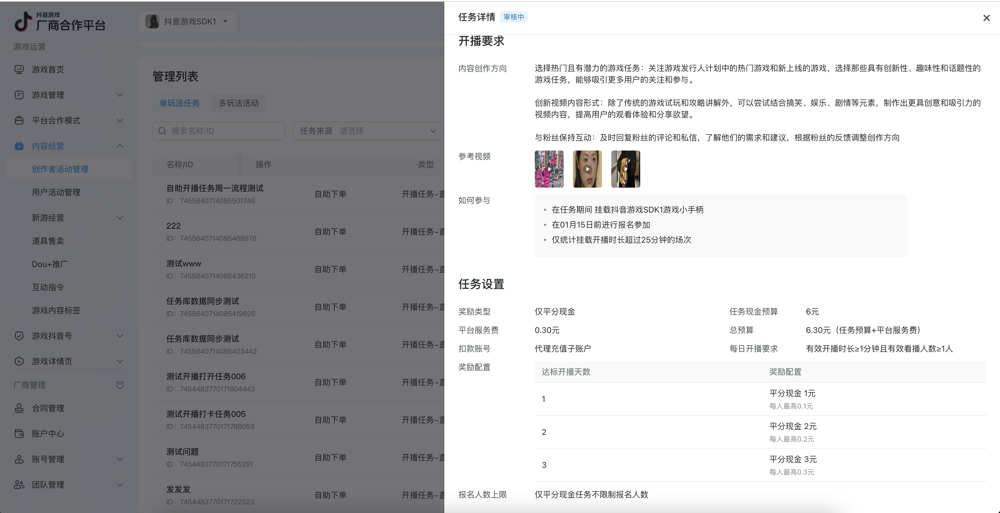 抖音游戏
厂商合作平台
抖音游戏SDK1
游戏运营
游戏首页
游戏管理
平台合作模式
内容经营
创作者活动管理
用户活动管理
新游经营
道具售卖
Dou+推广
互动指令
游戏内容标签
游戏抖音号
游戏详情页
厂商管理
合同管理
账户中心
账号管理
团队管理
管理列表
单玩法任务 多玩法活动
搜索名称/ID 任务来源 请选择
名称/ID 操作 类型
自助开播任务周一流程测试
ID：7455640714085501746
自助下单 开播任务–直
222
ID：7455640714085468978
自助下单 开播任务–直
测试www
ID：7455640714085436210
自助下单 开播任务–直
任务库数据同步测试
ID：7455640714085419826
自助下单 开播任务–直
任务库数据同步测试
ID：7455640714085403442
自助下单 开播任务–直
测试开播打开任务006
ID：7454483770171804443
自助下单 开播任务–直
测试开播打卡任务005
ID：7454483770171788059
自助下单 开播任务–直
测试问题
ID：7454483770171755291
自助下单 开播任务–直
发发发
ID：7454483770171722523
自助下单 开播任务–直
任务详情 审核中
开播要求
内容创作方向
选择热门且有潜力的游戏任务：关注游戏发行人计划中的热门游戏和新上线的游戏，选择那些具有创新性、趣味性和话题性的
游戏任务，能够吸引更多用户的关注和参与。
创新视频内容形式：除了传统的游戏试玩和攻略讲解外，可以尝试结合搞笑、娱乐、剧情等元素，制作出更具创意和吸引力的
视频内容，提高用户的观看体验和分享欲望。
与粉丝保持互动：及时回复粉丝的评论和私信，了解他们的需求和建议，根据粉丝的反馈调整创作方向
参考视频
台湾
如何参与
• 在任务期间 挂载抖音游戏SDK1游戏小手柄
• 在01月15日前进行报名参加
• 仅统计挂载开播时长超过25分钟的场次
任务设置
奖励类型 仅平分现金 任务现金预算 6元
平台服务费 0.30元 总预算 6.30元（任务预算+平台服务费）
扣款账号 代理充值子账户 每日开播要求 有效开播时长≥1分钟且有效看播人数≥1人
奖励配置
达标开播天数 奖励配置
1 平分现金 1元
每人最高0.1元
2 平分现金 2元
每人最高0.2元
3 平分现金 3元
每人最高0.3元
报名人数上限 仅平分现金任务不限制报名人数